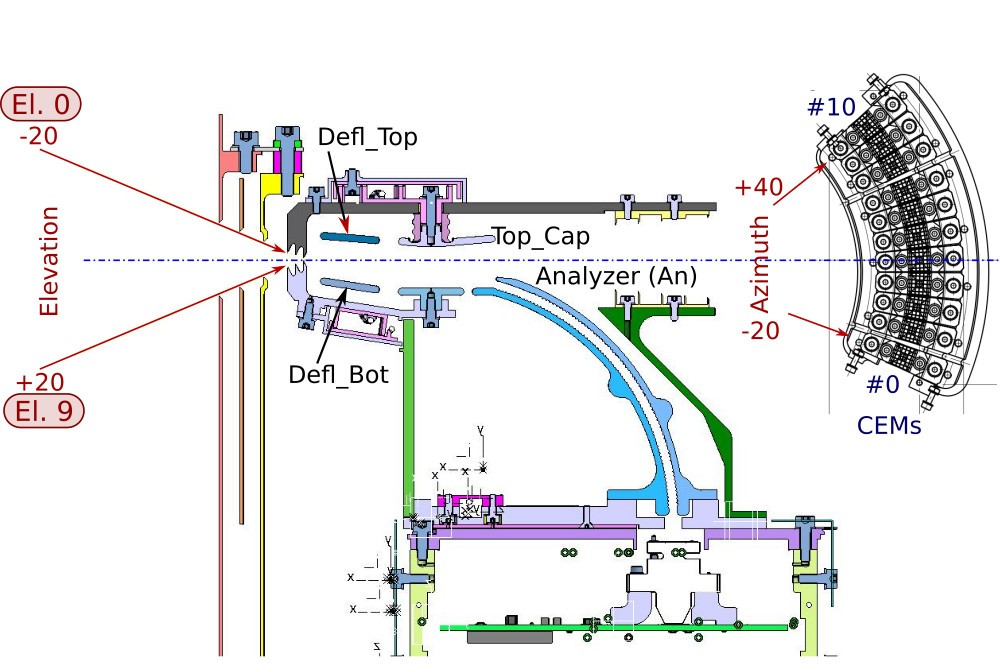 El. 0
-20
Elevation
+20
El. 9
Defl_Top
Top_Cap
Analyzer (An)
Defl_Bot
#10
+40
Azimuth
-20
#0
CEMs
y
x
x
y
x
y
x
y
x
z